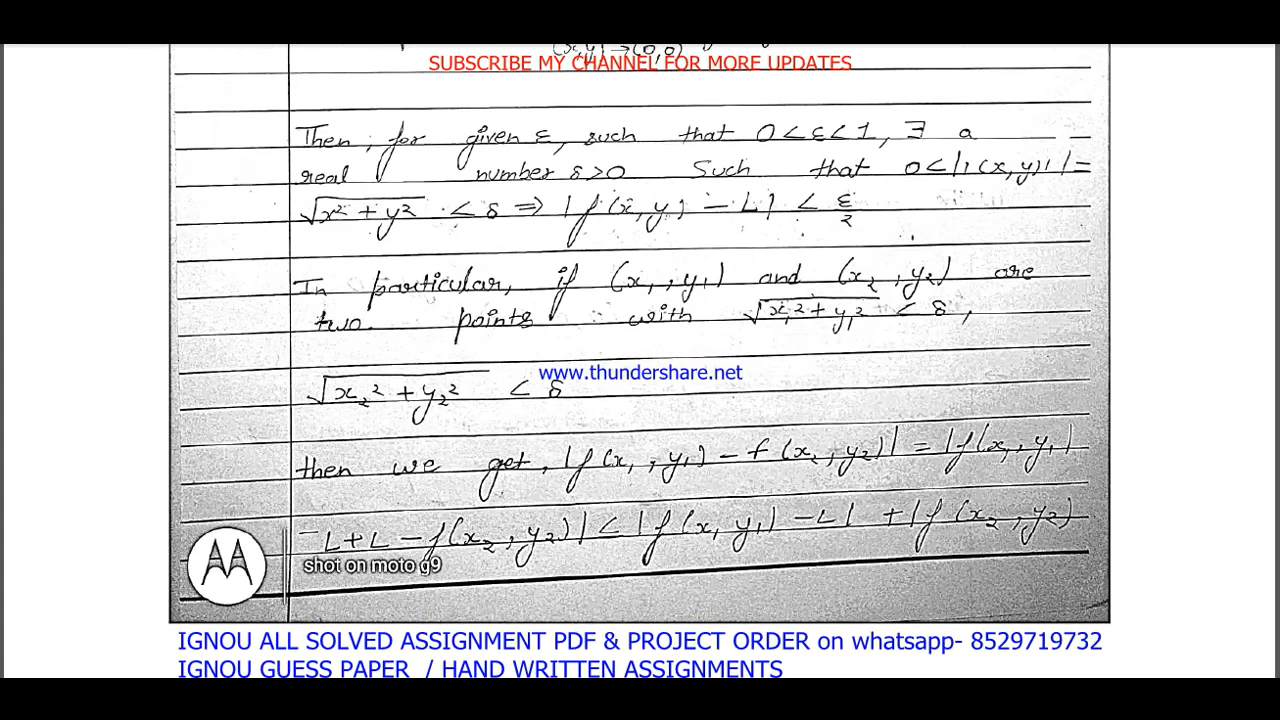 (x,y)→(0,0)
SUBSCRIBE MY CHANNEL FOR MORE UPDATES
Then, for given ε, such that 0 < ε < 1, ∃ a
real number δ > 0 Such that 0 < |1(x,y)1| =
√x² + y² < δ ⇒ |f(x, y) - L| < ε/2
In particular, if (x₁, y₁) and (x₂, y₂) are
two points with √x₁² + y₁² < δ,
www.thundershare.net
√x₂² + y₂² < δ
then we get, |f(x₁, y₁) - f(x₂, y₂)| = |f(x₁, y₁)
-L+L - f(x₂, y₂)| < |f(x₁ y₁) - L| + |f(x₂, y₂)
shot on moto g9
IGNOU ALL SOLVED ASSIGNMENT PDF & PROJECT ORDER on whatsapp- 8529719732
IGNOU GUESS PAPER / HAND WRITTEN ASSIGNMENTS